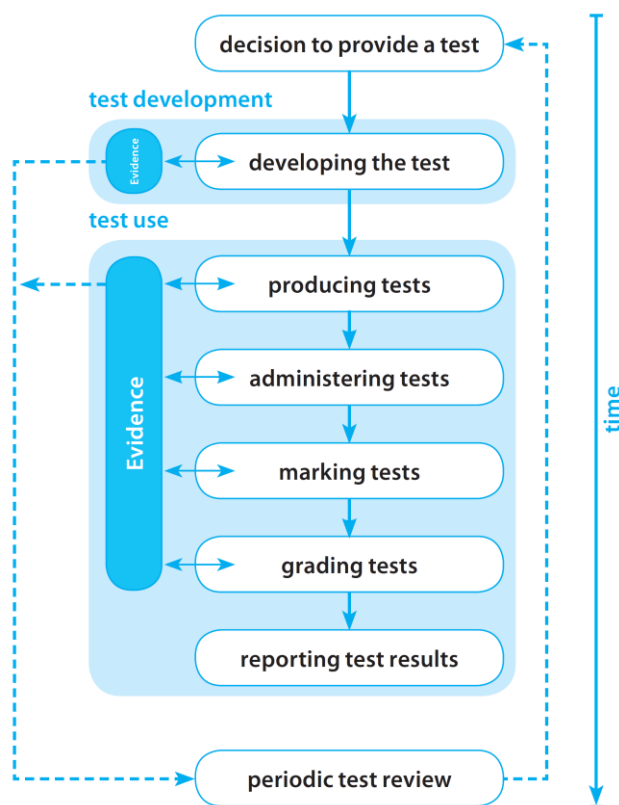 decision to provide a test
test development
Evidence
developing the test
test use
Evidence
producing tests
administering tests
marking tests
grading tests
reporting test results
periodic test review
time